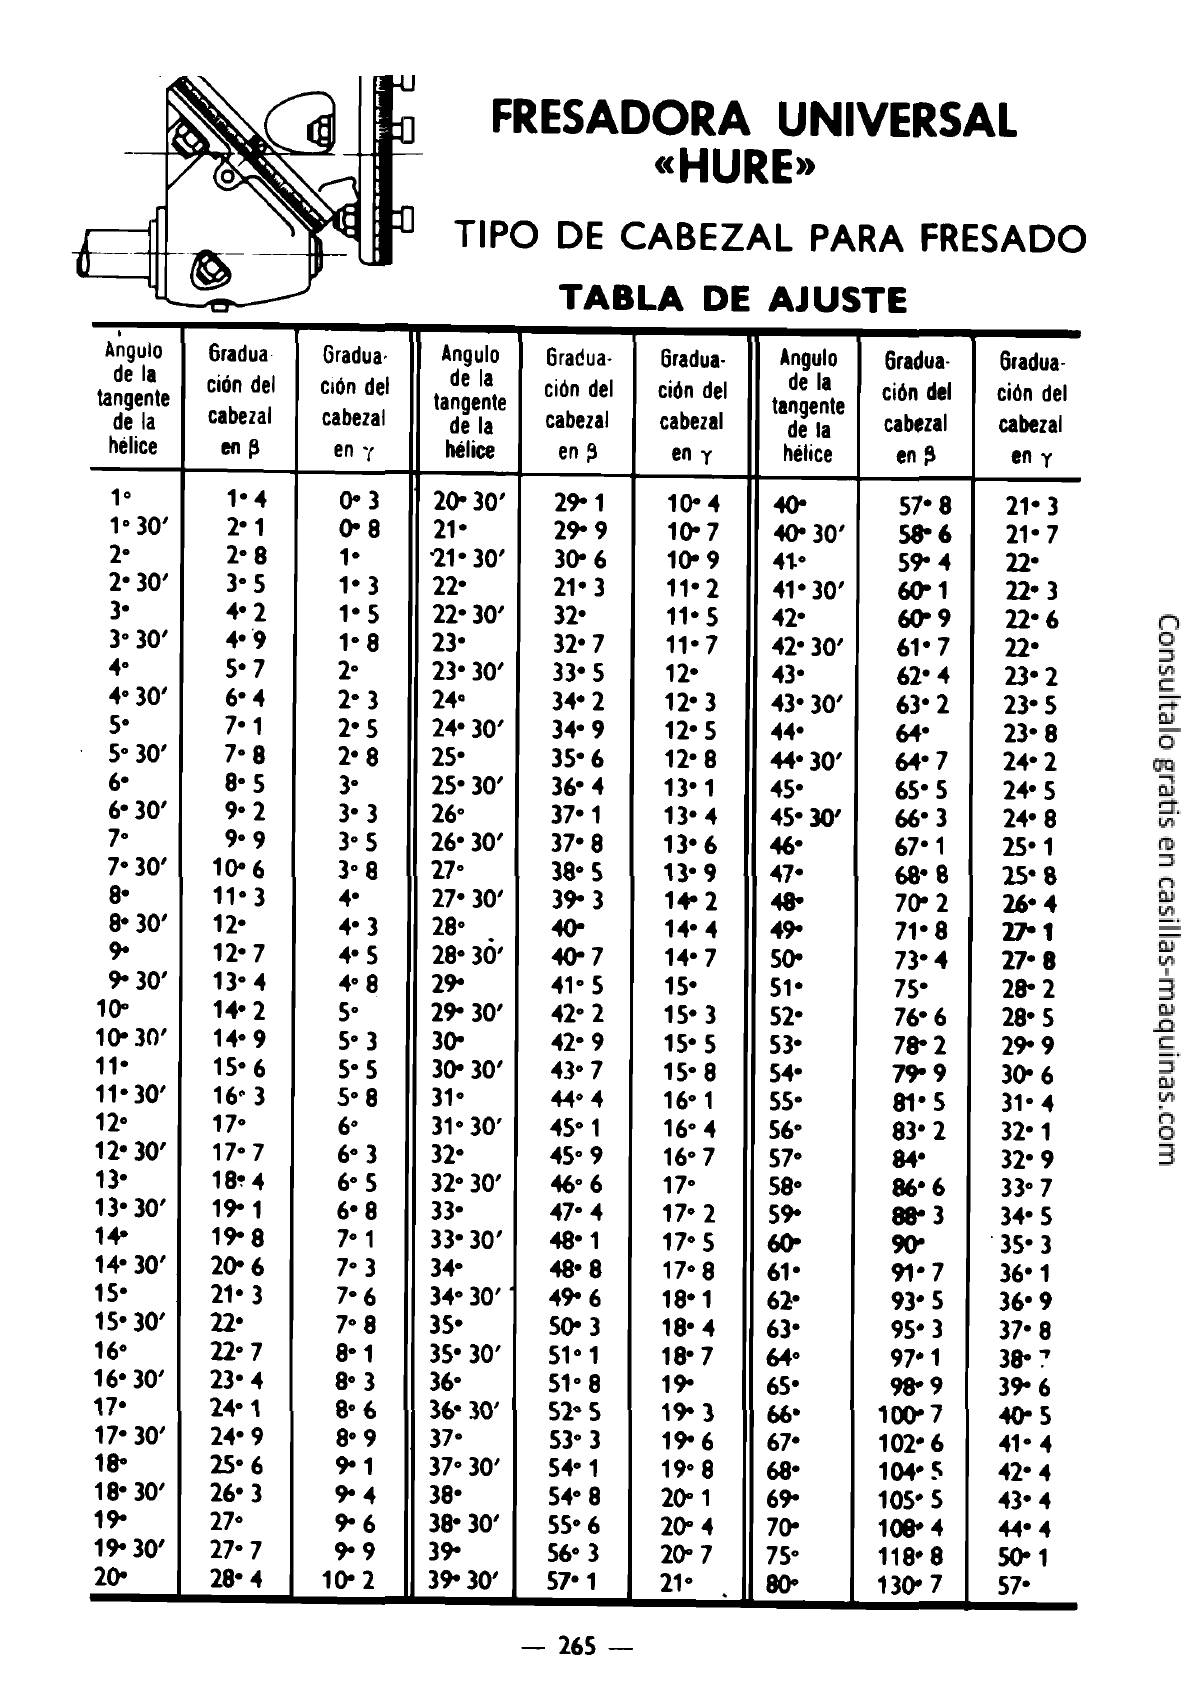 FRESADORA UNIVERSAL
«HURE»
TIPO DE CABEZAL PARA FRESADO
TABLA DE AJUSTE
Angulo de la tangente de la hélice | Gradua- ción del cabezal en β | Gradua- ción del cabezal en γ | Angulo de la tangente de la hélice | Gradua- ción del cabezal en β | Gradua- ción del cabezal en γ | Angulo de la tangente de la hélice | Gradua- ción del cabezal en β | Gradua- ción del cabezal en γ
1° 1° 4 0° 3 20° 30′ 29° 1 10° 4 40° 57° 8 21° 3
1° 30′ 2° 1 0° 8 21° 29° 9 10° 7 40° 30′ 58° 6 21° 7
2° 2° 8 1° 21° 30′ 30° 6 10° 9 41° 59° 4 22°
2° 30′ 3° 5 1° 3 22° 21° 3 11° 2 41° 30′ 60° 1 22° 3
3° 4° 2 1° 5 22° 30′ 32° 11° 5 42° 60° 9 22° 6
3° 30′ 4° 9 1° 8 23° 32° 7 11° 7 42° 30′ 61° 7 22°
4° 5° 7 2° 23° 30′ 33° 5 12° 43° 62° 4 23° 2
4° 30′ 6° 4 2° 3 24° 34° 2 12° 3 43° 30′ 63° 2 23° 5
5° 7° 1 2° 5 24° 30′ 34° 9 12° 5 44° 64° 23° 8
5° 30′ 7° 8 2° 8 25° 35° 6 12° 8 44° 30′ 64° 7 24° 2
6° 8° 5 3° 25° 30′ 36° 4 13° 1 45° 65° 5 24° 5
6° 30′ 9° 2 3° 3 26° 37° 1 13° 4 45° 30′ 66° 3 24° 8
7° 9° 9 3° 5 26° 30′ 37° 8 13° 6 46° 67° 1 25° 1
7° 30′ 10° 6 3° 8 27° 38° 5 13° 9 47° 68° 8 25° 8
8° 11° 3 4° 27° 30′ 39° 3 14° 2 48° 70° 2 26° 4
8° 30′ 12° 4° 3 28° 40° 14° 4 49° 71° 8 27° 1
9° 12° 7 4° 5 28° 30′ 40° 7 14° 7 50° 73° 4 27° 8
9° 30′ 13° 4 4° 8 29° 41° 5 15° 51° 75° 28° 2
10° 14° 2 5° 29° 30′ 42° 2 15° 3 52° 76° 6 28° 5
10° 30′ 14° 9 5° 3 30° 42° 9 15° 5 53° 78° 2 29° 9
11° 15° 6 5° 5 30° 30′ 43° 7 15° 8 54° 79° 9 30° 6
11° 30′ 16° 3 5° 8 31° 44° 4 16° 1 55° 81° 5 31° 4
12° 17° 6° 31° 30′ 45° 1 16° 4 56° 83° 2 32° 1
12° 30′ 17° 7 6° 3 32° 45° 9 16° 7 57° 84° 32° 9
13° 18° 4 6° 5 32° 30′ 46° 6 17° 58° 86° 6 33° 7
13° 30′ 19° 1 6° 8 33° 47° 4 17° 2 59° 88° 3 34° 5
14° 19° 8 7° 1 33° 30′ 48° 1 17° 5 60° 90° 35° 3
14° 30′ 20° 6 7° 3 34° 48° 8 17° 8 61° 91° 7 36° 1
15° 21° 3 7° 6 34° 30′ 49° 6 18° 1 62° 93° 5 36° 9
15° 30′ 22° 7° 8 35° 50° 3 18° 4 63° 95° 3 37° 8
16° 22° 7 8° 1 35° 30′ 51° 1 18° 7 64° 97° 1 38°
16° 30′ 23° 4 8° 3 36° 51° 8 19° 65° 98° 9 39° 6
17° 24° 1 8° 6 36° 30′ 52° 5 19° 3 66° 100° 7 40° 5
17° 30′ 24° 9 8° 9 37° 53° 3 19° 6 67° 102° 6 41° 4
18° 25° 6 9° 1 37° 30′ 54° 1 19° 8 68° 104° 5 42° 4
18° 30′ 26° 3 9° 4 38° 54° 8 20° 1 69° 105° 5 43° 4
19° 27° 9° 6 38° 30′ 55° 6 20° 4 70° 108° 4 44° 4
19° 30′ 27° 7 9° 9 39° 56° 3 20° 7 75° 118° 8 50° 1
20° 28° 4 10° 2 39° 30′ 57° 1 21° 80° 130° 7 57°
— 265 —
Consultalo gratis en casillas-maquinas.com